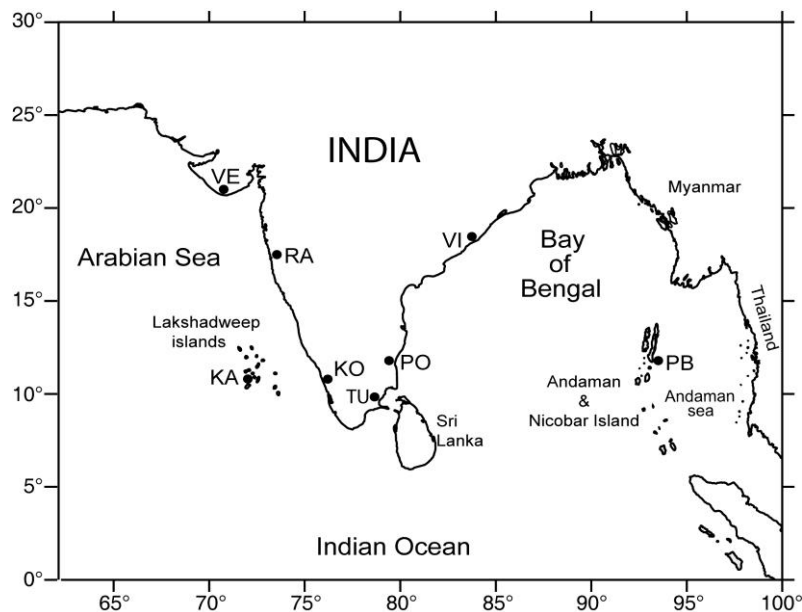 30°
25°
20°
15°
10°
5°
0°
65°
70°
75°
80°
85°
90°
95°
100°
INDIA
VE
Myanmar
VI
Bay
of
Bengal
Arabian Sea
RA
Thailand
Lakshadweep
islands
KA
KO
PO
TU
PB
Andaman
&
Nicobar Island
Andaman
sea
Sri
Lanka
Indian Ocean